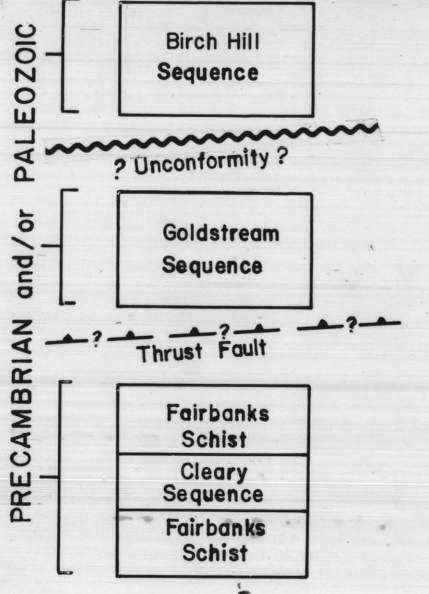 PRECAMBRIAN and/or PALEOZOIC
Birch Hill
Sequence
? Unconformity ?
Goldstream
Sequence
? ? ?
Thrust Fault
Fairbanks
Schist
Cleary
Sequence
Fairbanks
Schist